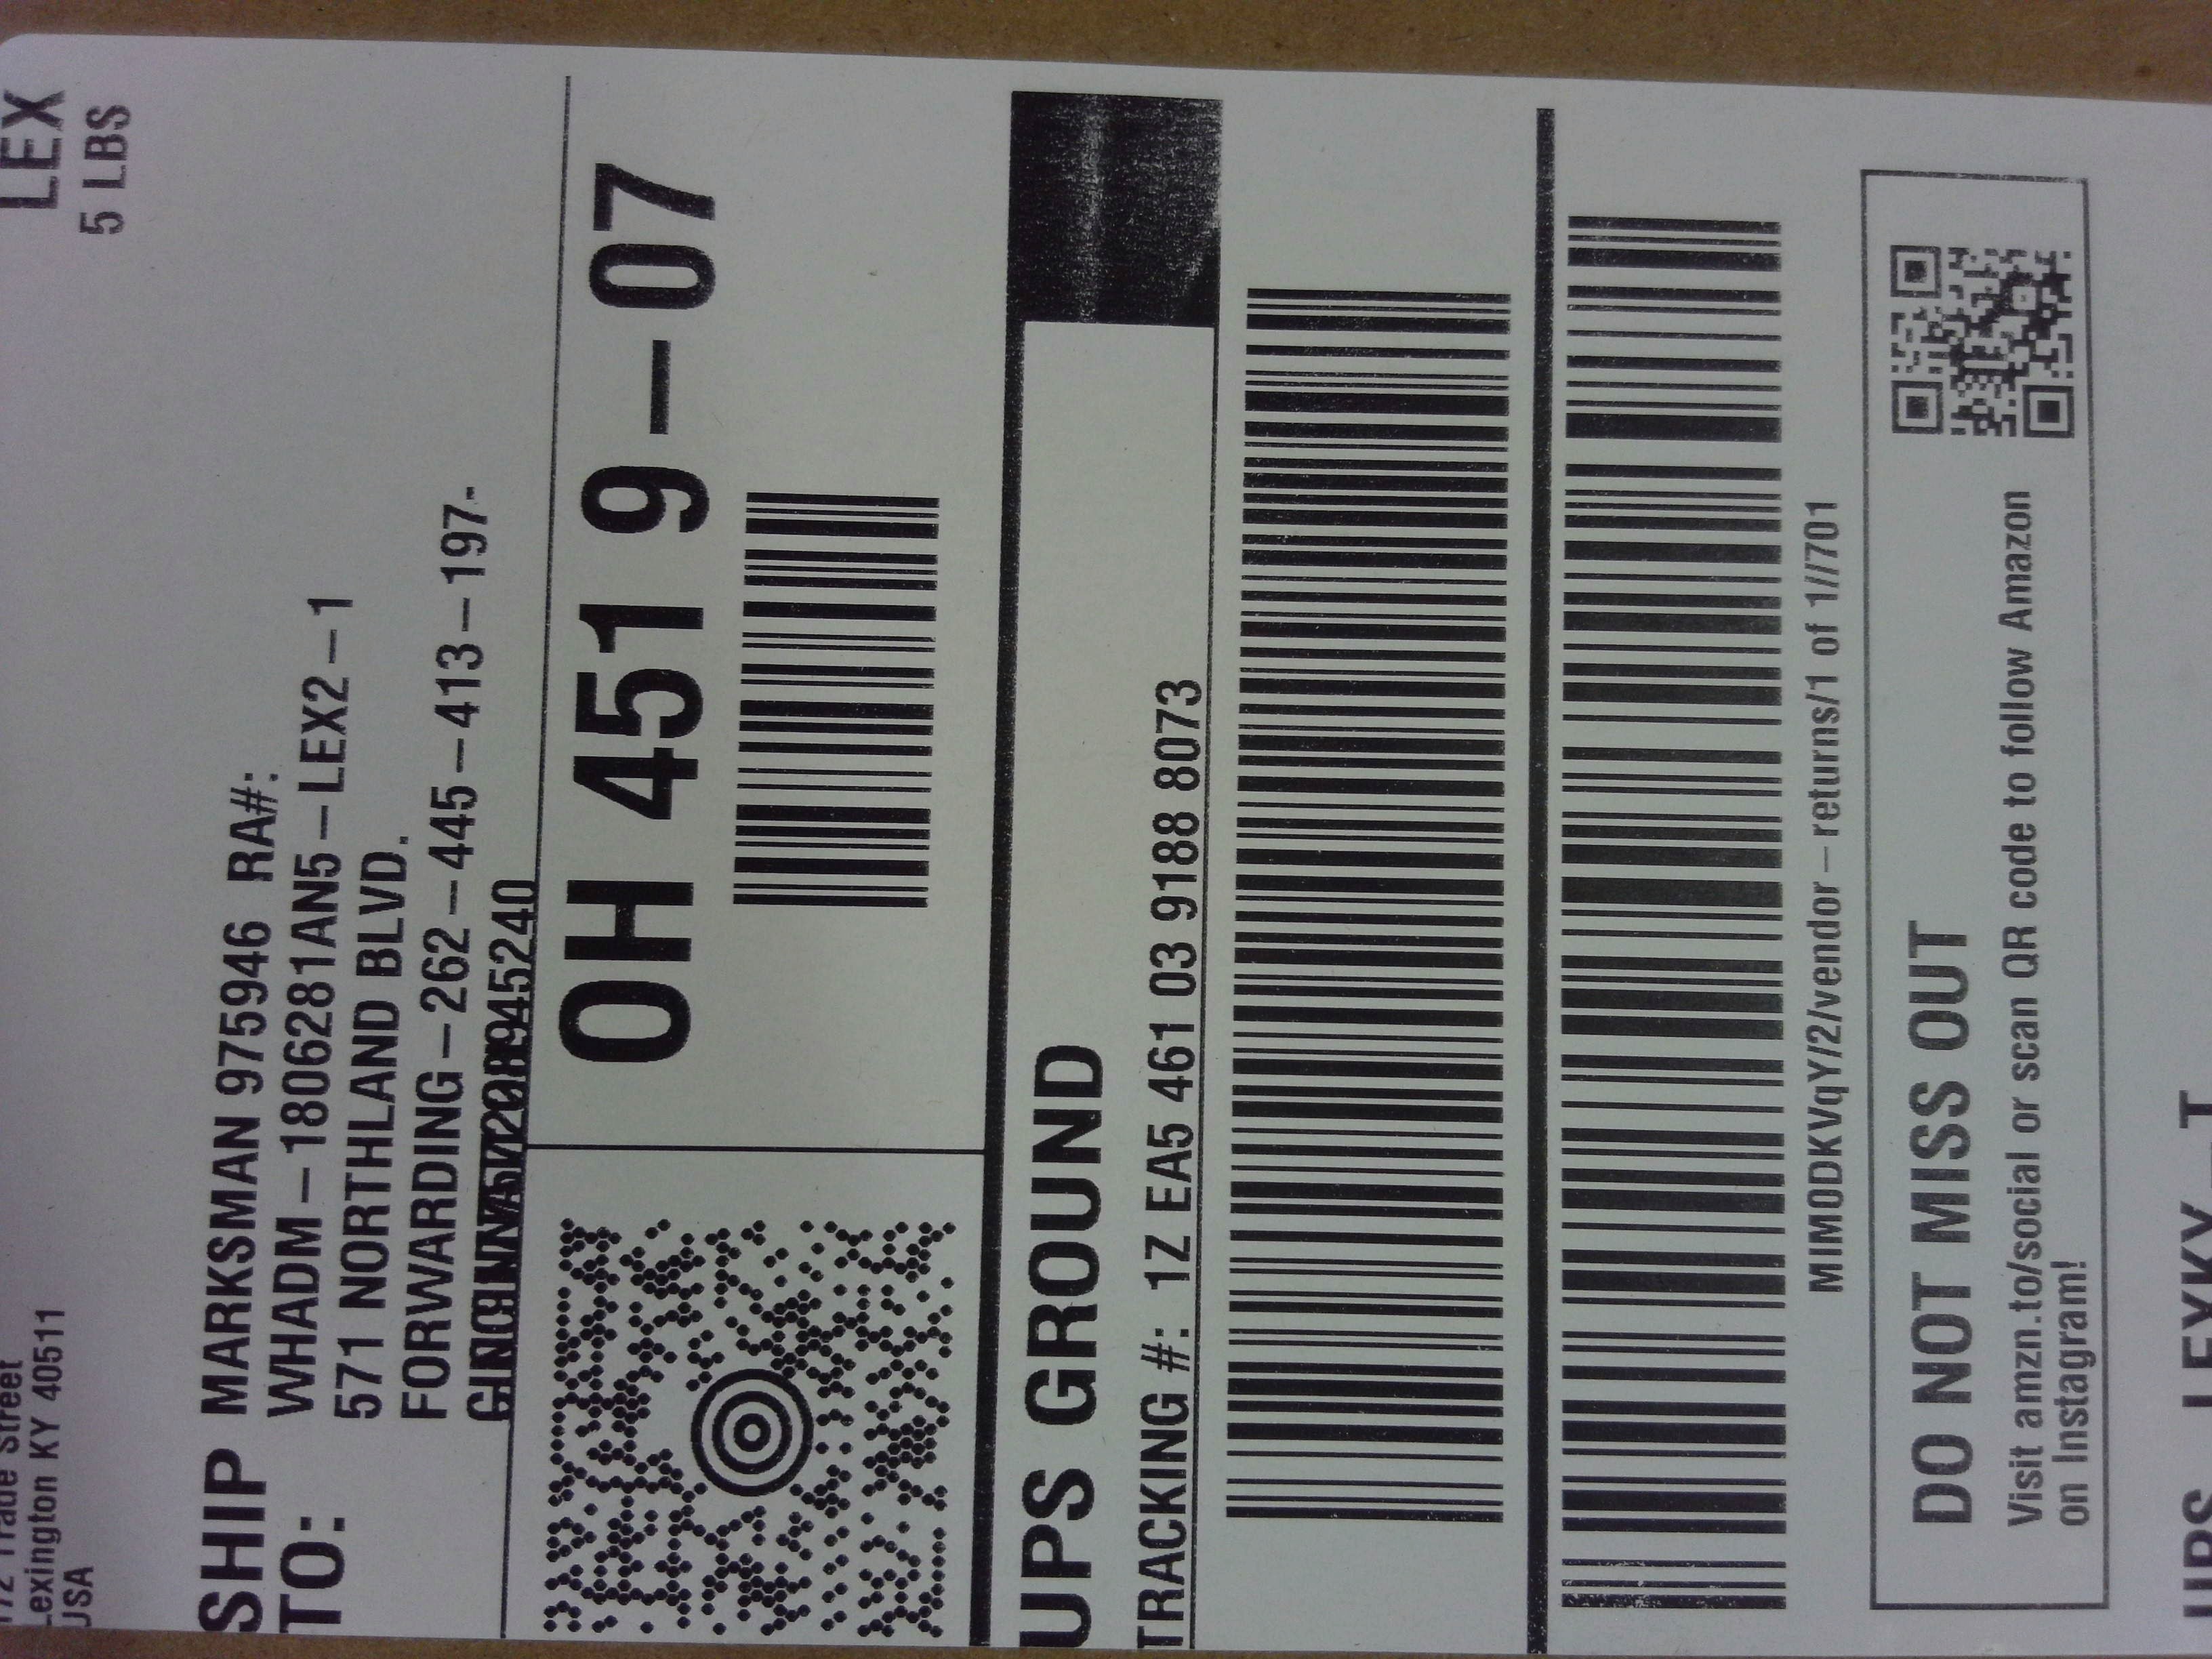 LEX
5 LBS
Street
Lexington KY 40511
USA
SHIP TO:
MARKSMAN 975946 RA#:
WHADM-1806281AN5-LEX2-1
571 NORTHLAND BLVD.
FORWARDING-262-445-413-197-
OH 451 9-07
UPS GROUND
TRACKING #: 1Z EA5 461 03 9188 8073
MIM0DKVqY/2/vendor-returns/1 of 1//701
DO NOT MISS OUT
Visit amzn.to/social or scan QR code to follow Amazon
on Instagram!